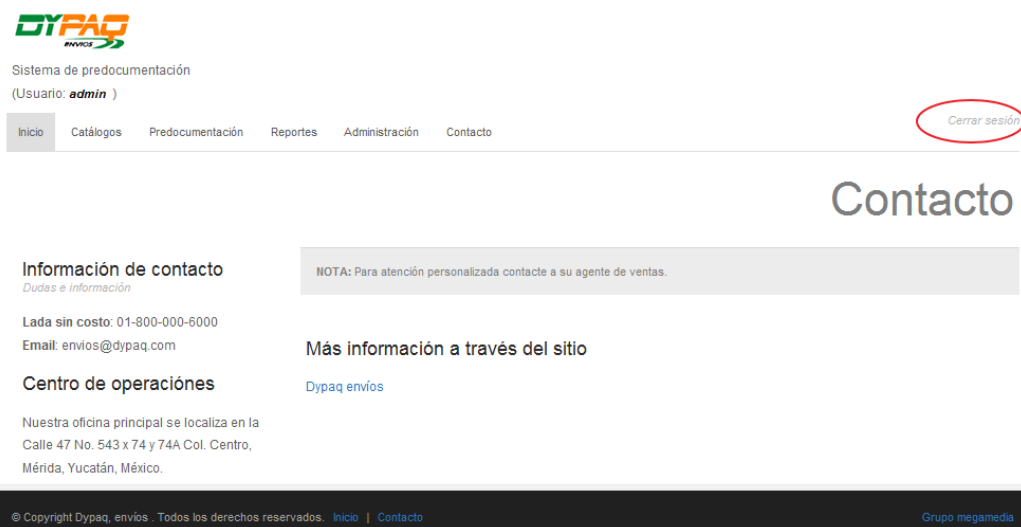 DYPAQ
ENVIOS
Sistema de predocumentación
(Usuario: admin )
Inicio Catálogos Predocumentación Reportes Administración Contacto Cerrar sesión
Contacto
Información de contacto
Dudas e información
Lada sin costo: 01-800-000-6000
Email: envios@dypaq.com
Centro de operaciónes
Nuestra oficina principal se localiza en la
Calle 47 No. 543 x 74 y 74A Col. Centro,
Mérida, Yucatán, México.
NOTA: Para atención personalizada contacte a su agente de ventas.
Más información a través del sitio
Dypaq envíos
© Copyright Dypaq, envíos . Todos los derechos reservados. Inicio | Contacto Grupo megamedia